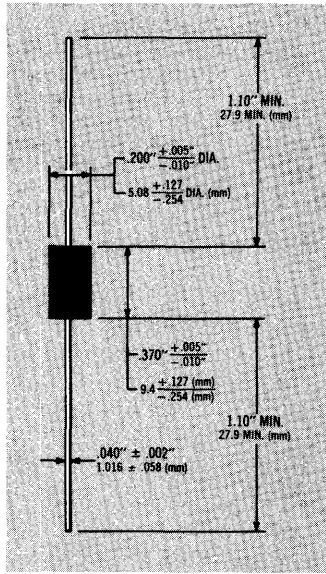 1.10" MIN.
27.9 MIN. (mm)
.200" +.005" -.010" DIA.
5.08 +.127 -.254 DIA. (mm)
.370" +.005" -.010"
9.4 +.127 (mm) -.254 (mm)
1.10" MIN.
27.9 MIN. (mm)
.040" ± .002"
1.016 ± .058 (mm)